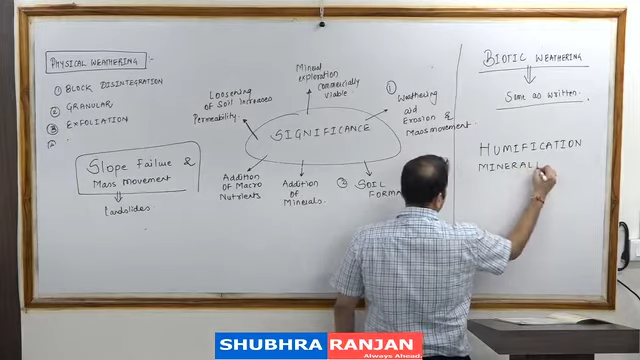 PHYSICAL WEATHERING :-
① BLOCK DISINTEGRATION
② GRANULAR
③ EXFOLIATION
④
Slope Failure &
Mass Movement
Landslides
Loosening
of Soil Increases
Permeability.
Mineral
exploration
Commercially
viable.
①
Weathering
aid
Erosion &
Mass movement.
SIGNIFICANCE
Addition
of Macro
Nutrients
Addition
of
Minerals.
② SOIL
FORMA
BIOTIC WEATHERING
Same as written.
HUMIFICATION
MINERALI
SHUBHRA RANJAN
Always Ahead.